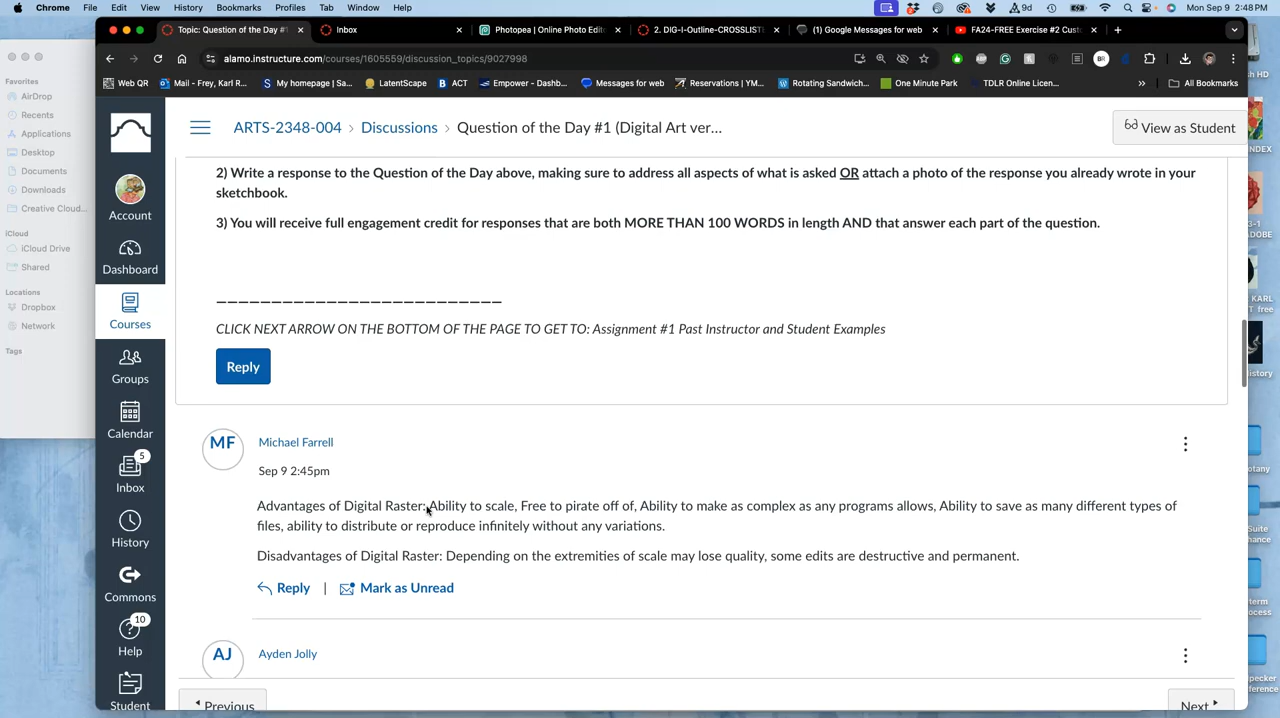 Chrome File Edit View History Bookmarks Profiles Tab Window Help
9d
Mon Sep 9 2:48 PM
Topic: Question of the Day #1
Inbox
Photopea | Online Photo Edit
2. DIG-I-Outline-CROSSLIST
(1) Google Messages for web
FA24-FREE Exercise #2 Cust
alamo.instructure.com/courses/1605559/discussion_topics/9027998
Web QR
Mail - Frey, Karl R...
My homepage | Sa...
LatentScape
ACT
Empower - Dashb...
Messages for web
Reservations | YM...
Rotating Sandwich...
One Minute Park
TDLR Online Licen...
All Bookmarks
Favorites
AirDrop
Recents
Applications
Desktop
Documents
Downloads
Creative Cloud...
iCloud
iCloud Drive
Shared
Locations
Dropbox
Network
Tags
Account
Dashboard
Courses
Groups
Calendar
5
Inbox
History
Commons
10
Help
Student
ARTS-2348-004 › Discussions › Question of the Day #1 (Digital Art ver...
View as Student
2) Write a response to the Question of the Day above, making sure to address all aspects of what is asked OR attach a photo of the response you already wrote in your
sketchbook.
3) You will receive full engagement credit for responses that are both MORE THAN 100 WORDS in length AND that answer each part of the question.
CLICK NEXT ARROW ON THE BOTTOM OF THE PAGE TO GET TO: Assignment #1 Past Instructor and Student Examples
Reply
MF
Michael Farrell
Sep 9 2:45pm
Advantages of Digital Raster: Ability to scale, Free to pirate off of, Ability to make as complex as any programs allows, Ability to save as many different types of
files, ability to distribute or reproduce infinitely without any variations.
Disadvantages of Digital Raster: Depending on the extremities of scale may lose quality, some edits are destructive and permanent.
Reply | Mark as Unread
AJ
Ayden Jolly
Previous
Next